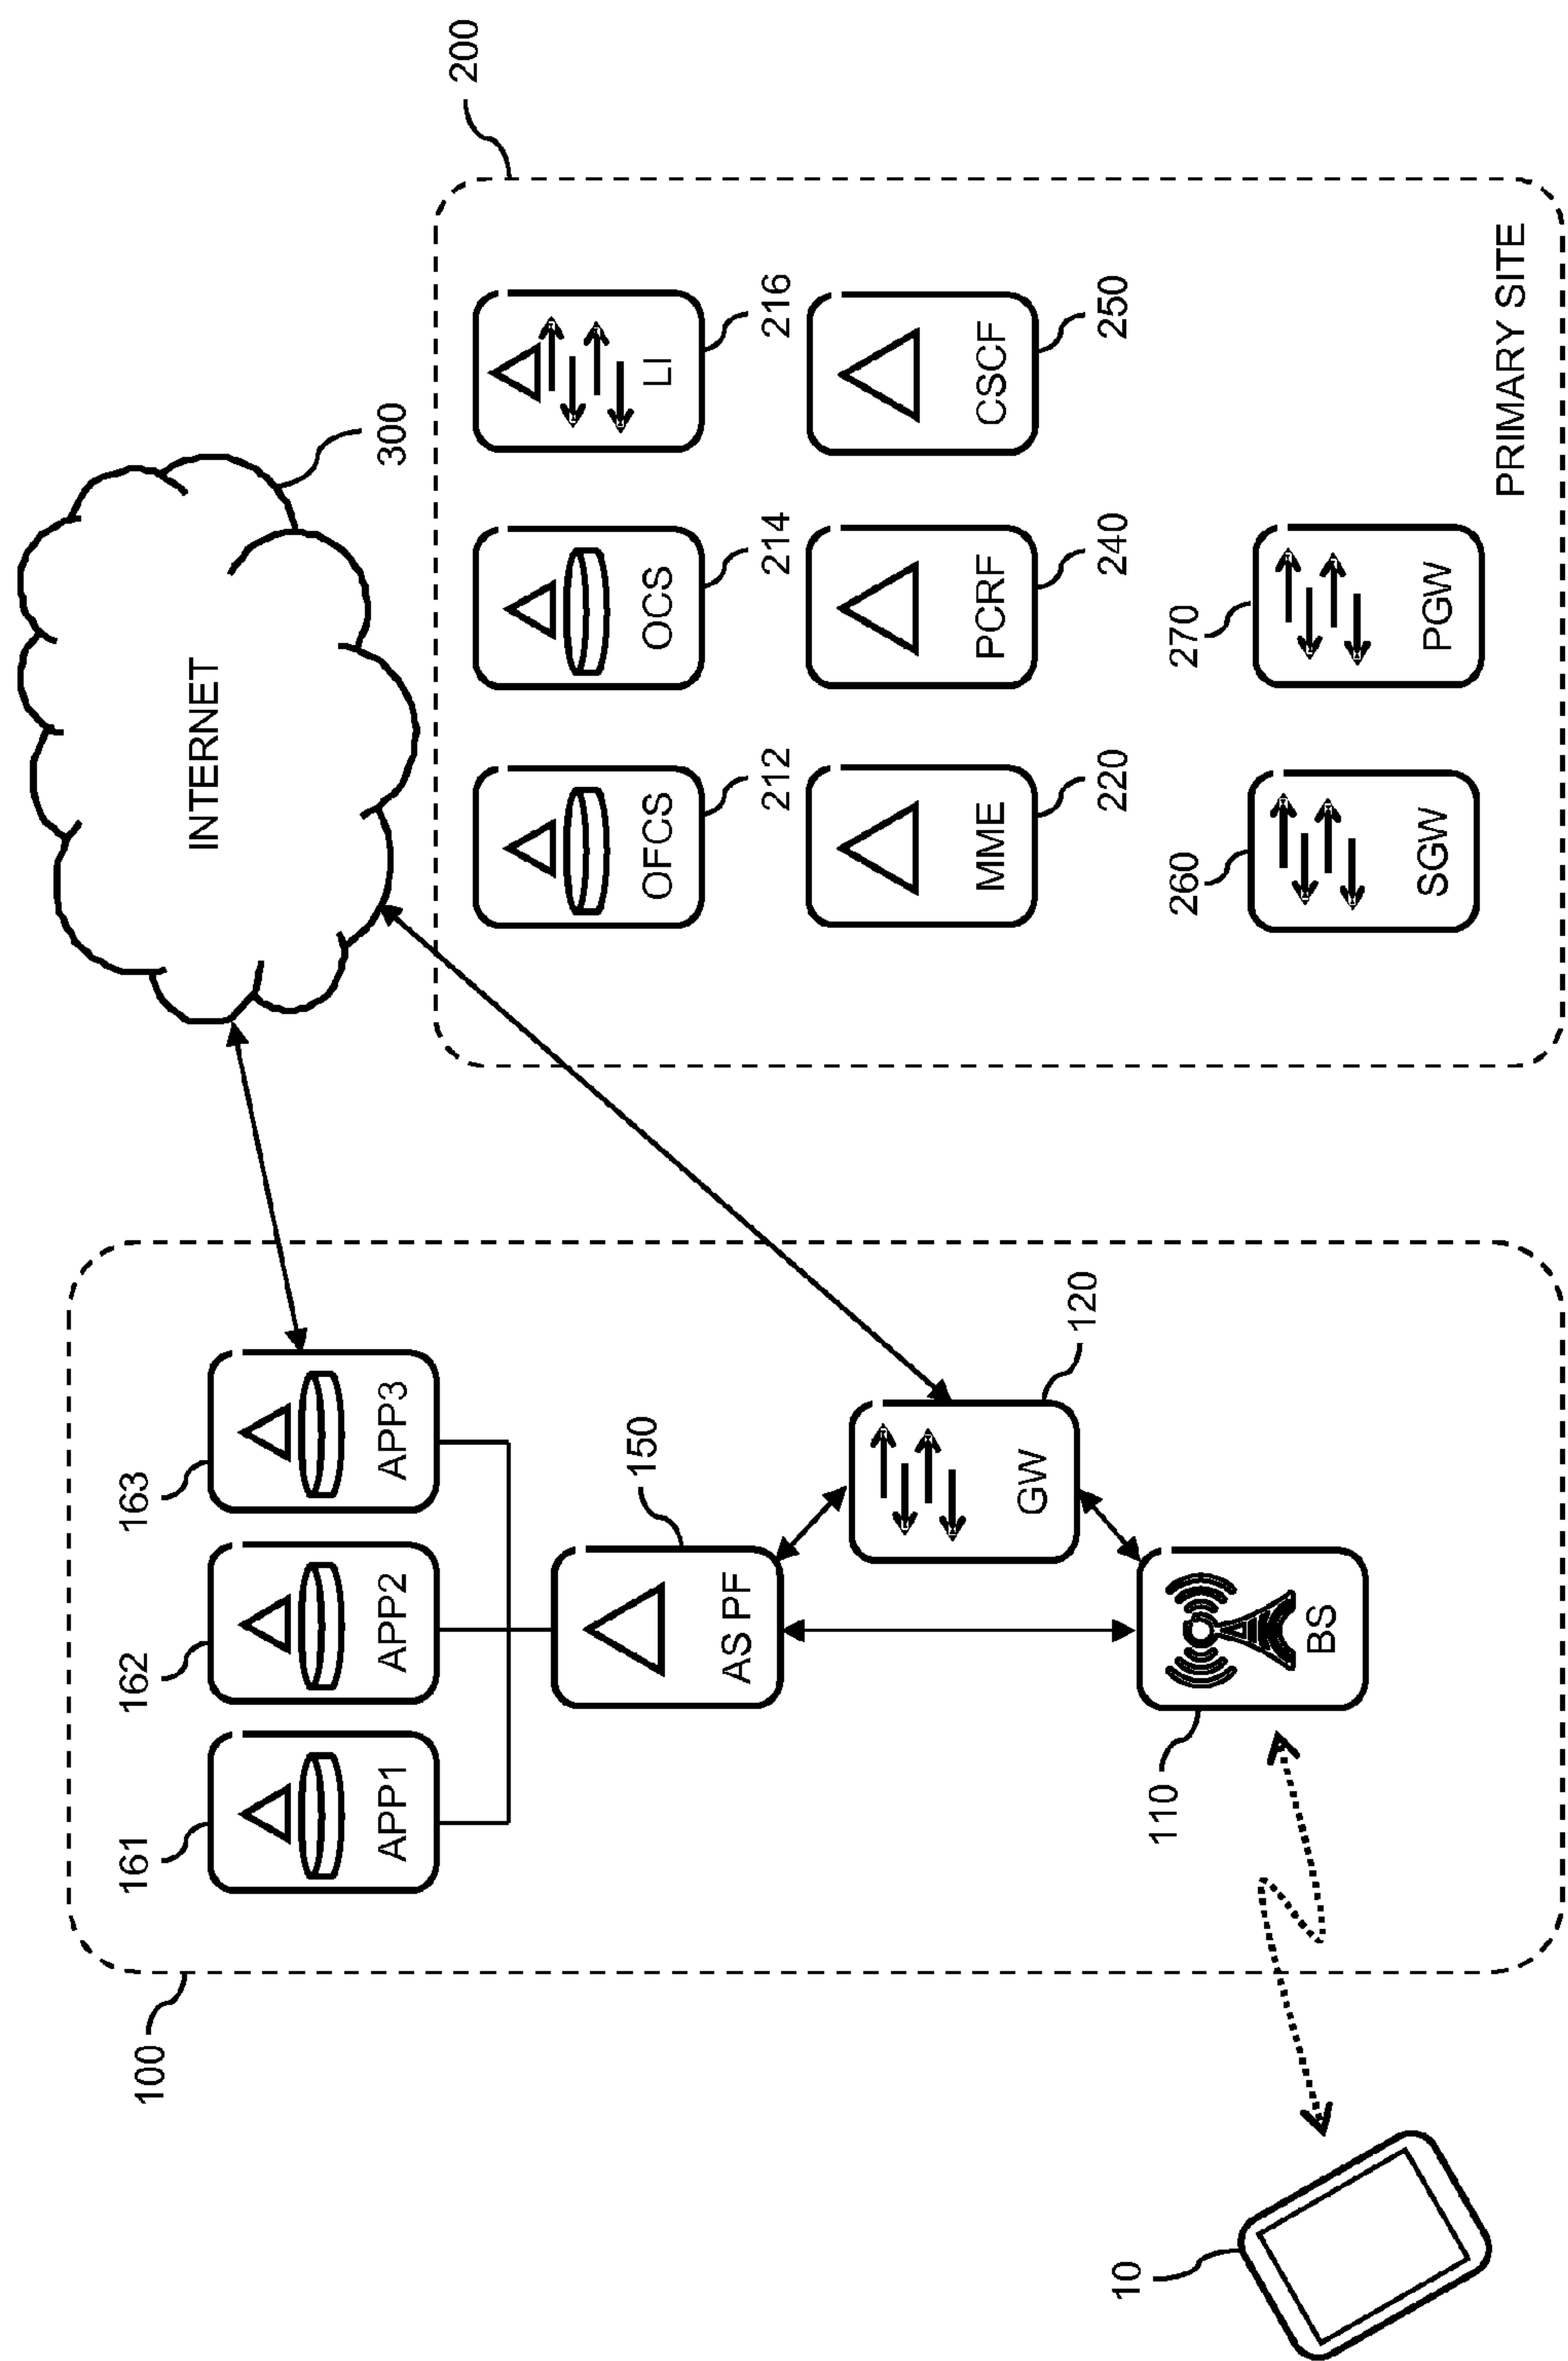 INTERNET
300
200
161
162
163
APP1
APP2
APP3
150
AS PF
120
GW
110
BS
100
10
OFCS
212
OCS
214
LI
216
MME
220
PCRF
240
CSCF
250
260
SGW
270
PGW
PRIMARY SITE